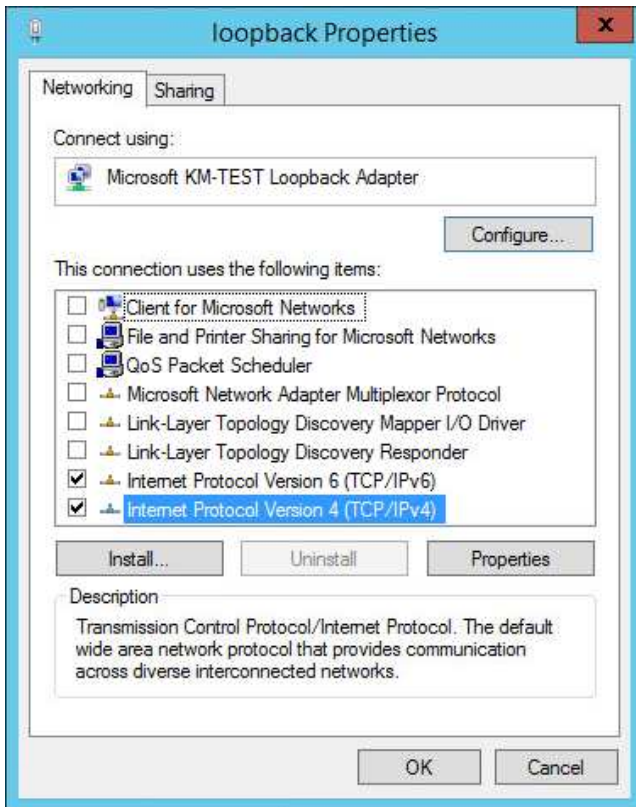 loopback Properties
x
Networking
Sharing
Connect using:
Microsoft KM-TEST Loopback Adapter
Configure...
This connection uses the following items:
Client for Microsoft Networks
File and Printer Sharing for Microsoft Networks
QoS Packet Scheduler
Microsoft Network Adapter Multiplexor Protocol
Link-Layer Topology Discovery Mapper I/O Driver
Link-Layer Topology Discovery Responder
Internet Protocol Version 6 (TCP/IPv6)
Internet Protocol Version 4 (TCP/IPv4)
Install...
Uninstall
Properties
Description
Transmission Control Protocol/Internet Protocol. The default
wide area network protocol that provides communication
across diverse interconnected networks.
OK
Cancel